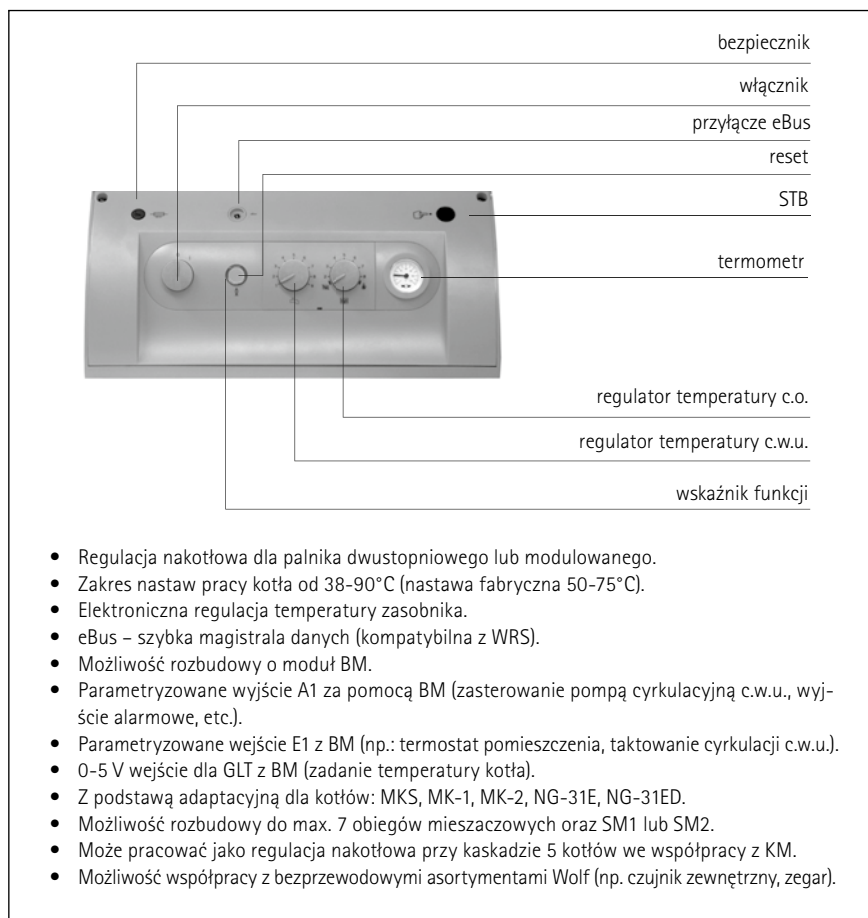 bezpiecznik
włącznik
przyłącze eBus
reset
STB
termometr
regulator temperatury c.o.
regulator temperatury c.w.u.
wskaźnik funkcji
• Regulacja nakotłowa dla palnika dwustopniowego lub modulowanego.
• Zakres nastaw pracy kotła od 38-90°C (nastawa fabryczna 50-75°C).
• Elektroniczna regulacja temperatury zasobnika.
• eBus – szybka magistrala danych (kompatybilna z WRS).
• Możliwość rozbudowy o moduł BM.
• Parametryzowane wyjście A1 za pomocą BM (zasterowanie pompą cyrkulacyjną c.w.u., wyj-
ście alarmowe, etc.).
• Parametryzowane wejście E1 z BM (np.: termostat pomieszczenia, taktowanie cyrkulacji c.w.u.).
• 0-5 V wejście dla GLT z BM (zadanie temperatury kotła).
• Z podstawą adaptacyjną dla kotłów: MKS, MK-1, MK-2, NG-31E, NG-31ED.
• Możliwość rozbudowy do max. 7 obiegów mieszaczowych oraz SM1 lub SM2.
• Może pracować jako regulacja nakotłowa przy kaskadzie 5 kotłów we współpracy z KM.
• Możliwość współpracy z bezprzewodowymi asortymentami Wolf (np. czujnik zewnętrzny, zegar).